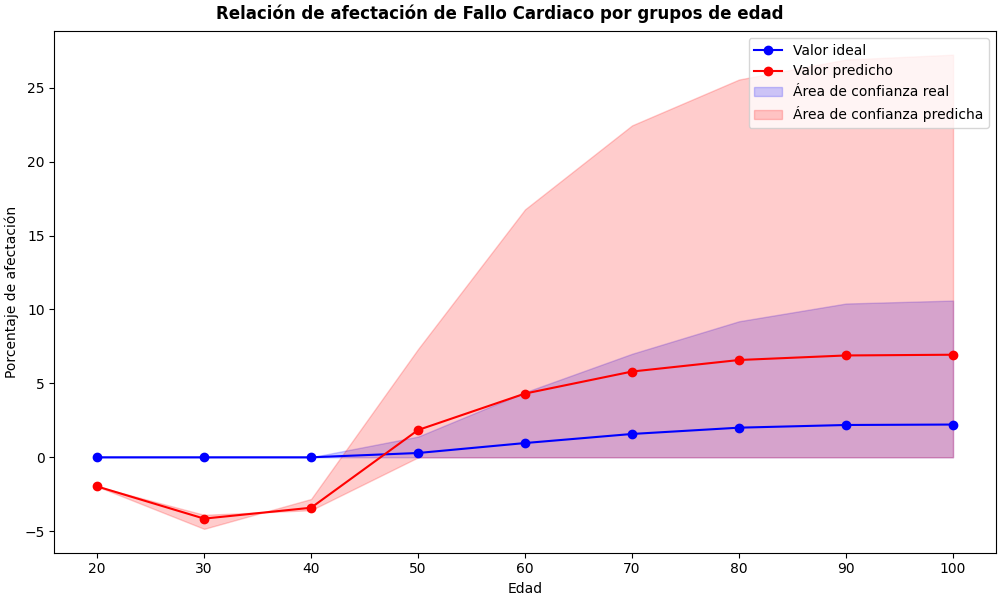 Relación de afectación de Fallo Cardiaco por grupos de edad
Valor ideal
Valor predicho
Área de confianza real
Área de confianza predicha
Porcentaje de afectación
25
20
15
10
5
0
−5
20 30 40 50 60 70 80 90 100
Edad